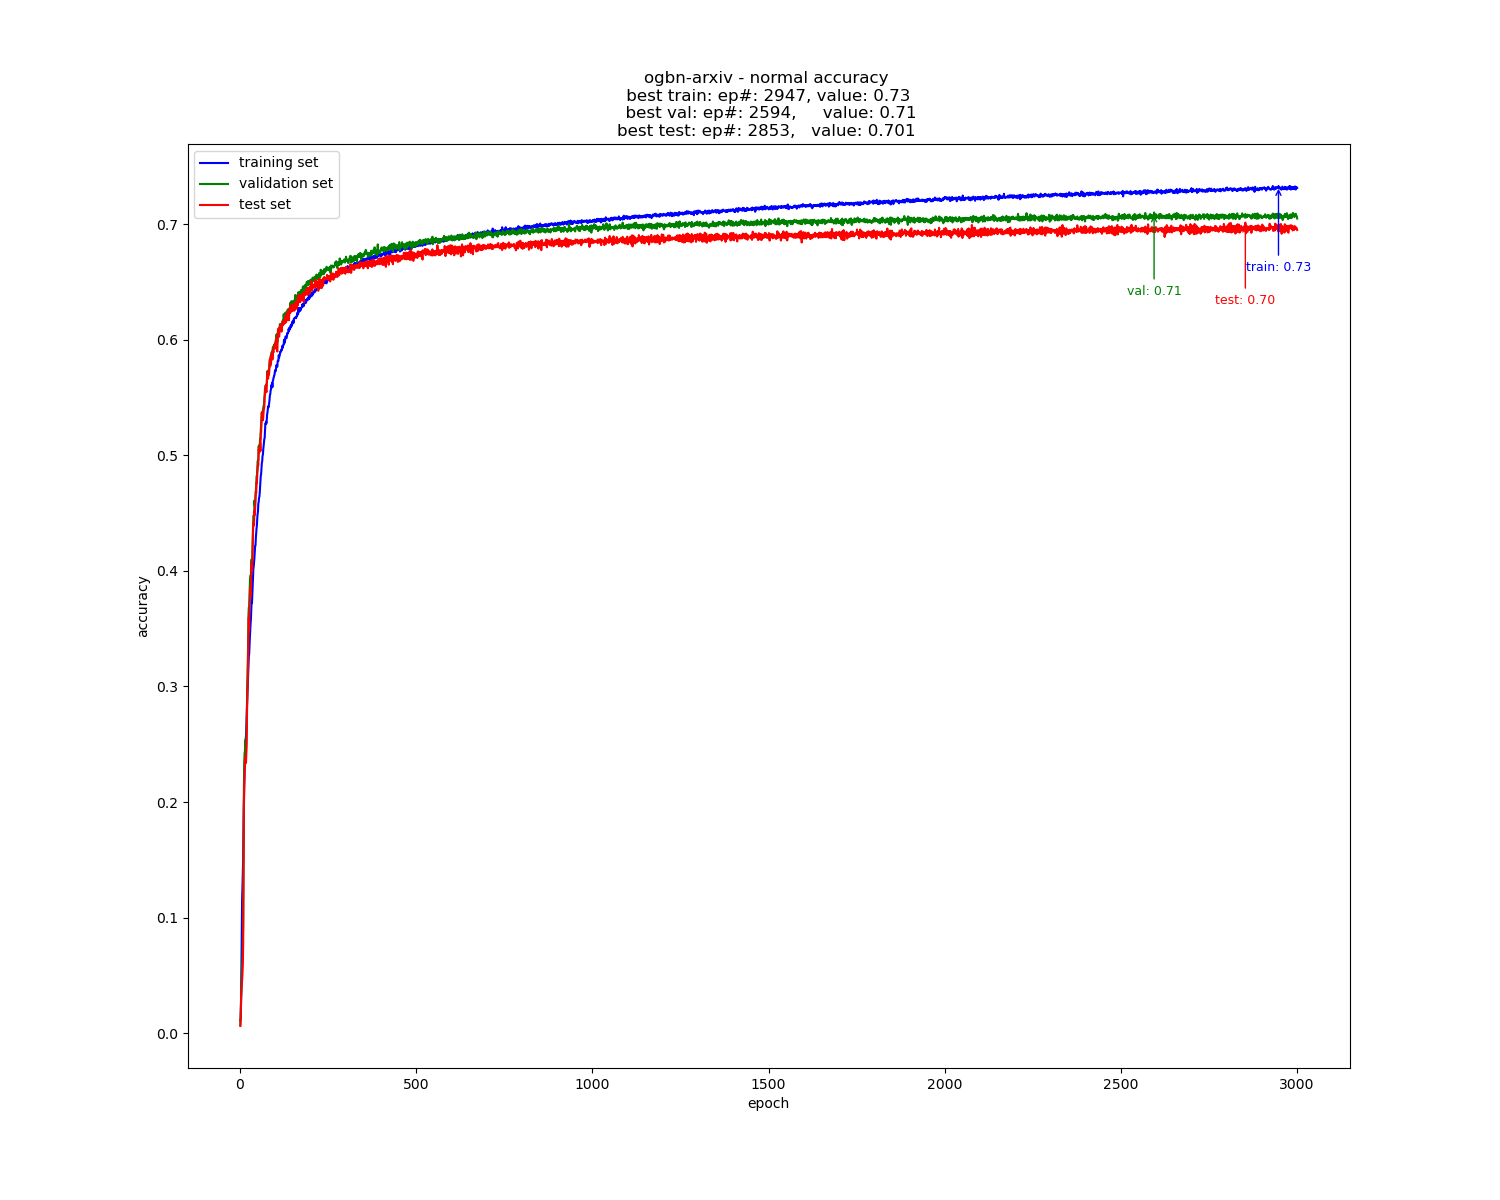 ogbn-arxiv - normal accuracy
best train: ep#: 2947, value: 0.73
best val: ep#: 2594,     value: 0.71
best test: ep#: 2853,   value: 0.701
training set
validation set
test set
0.7
0.6
0.5
0.4
0.3
0.2
0.1
0.0
accuracy
train: 0.73
val: 0.71
test: 0.70
0
500
1000
1500
2000
2500
3000
epoch